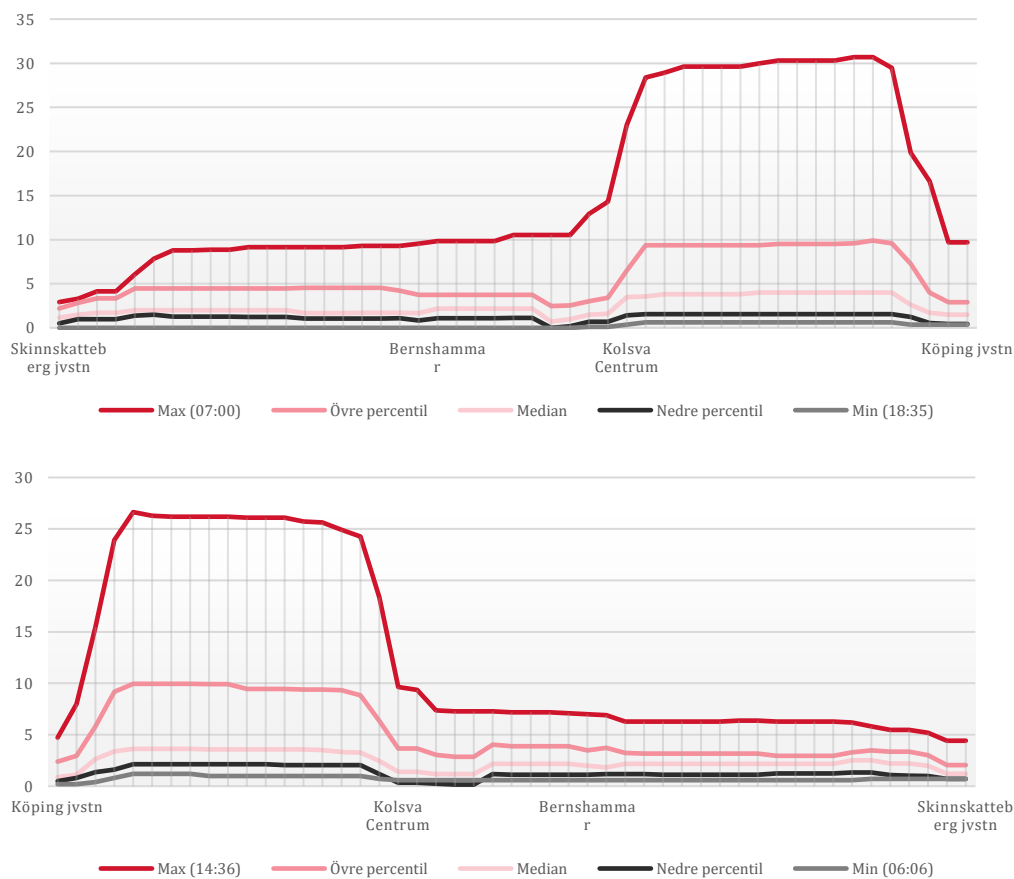 35
30
25
20
15
10
5
0
Skinnskatteb
erg jvstn
Bernshamma
r
Kolsva
Centrum
Köping jvstn
Max (07:00) Övre percentil Median Nedre percentil Min (18:35)
30
25
20
15
10
5
0
Köping jvstn
Kolsva
Centrum
Bernshamma
r
Skinnskatteb
erg jvstn
Max (14:36) Övre percentil Median Nedre percentil Min (06:06)